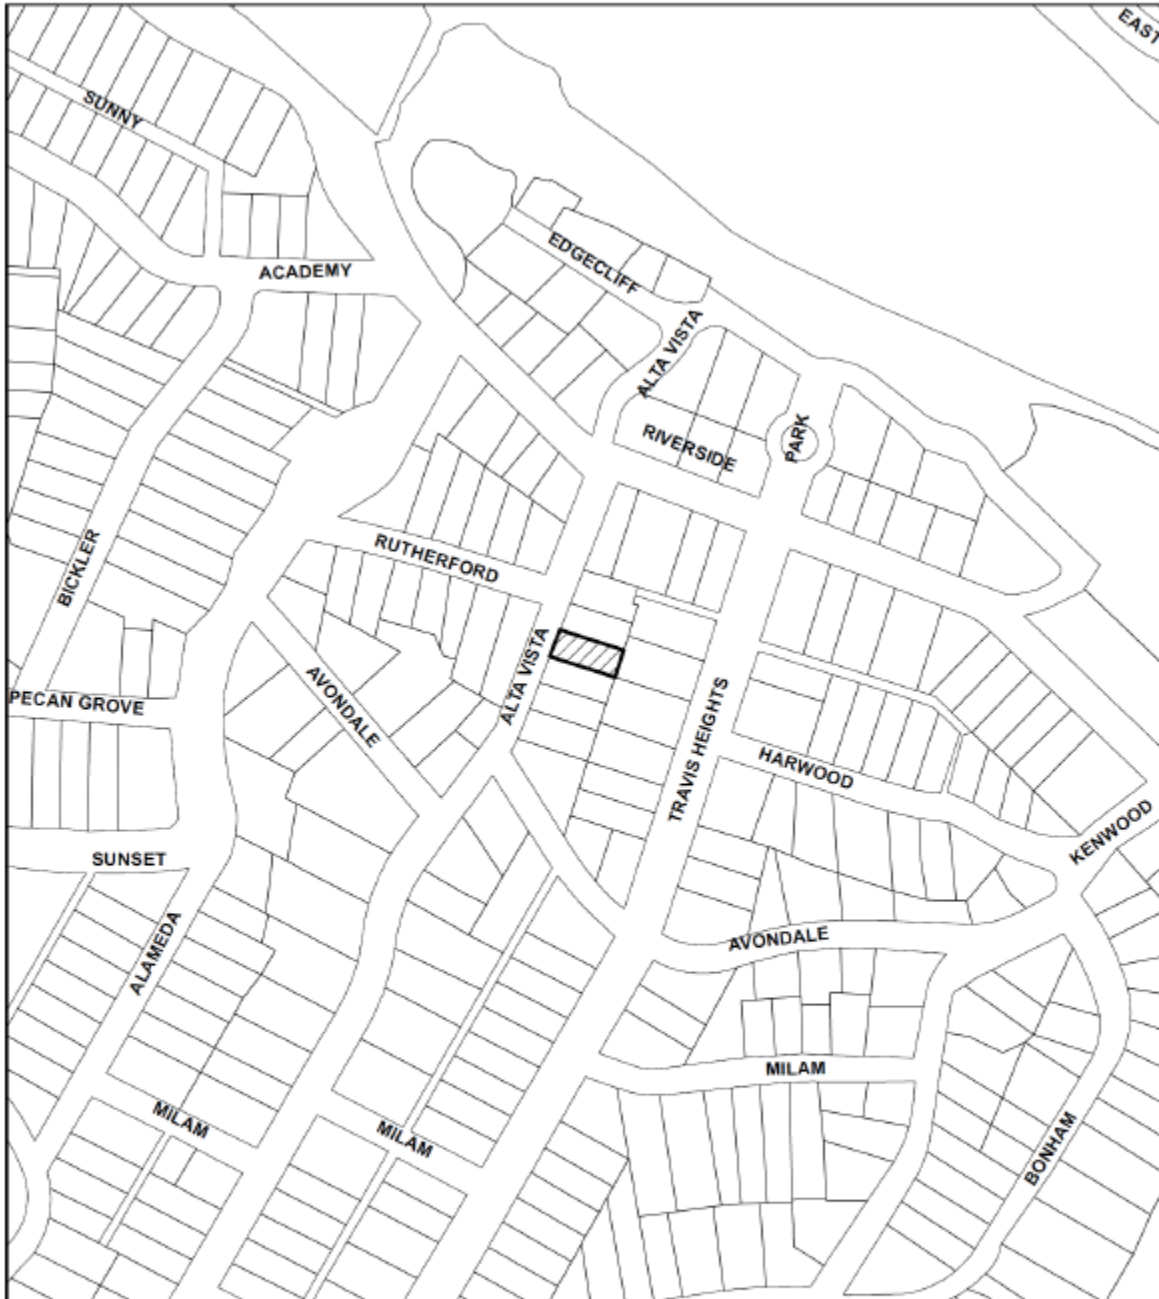 EAST
SUNNY
EDGECLIFF
ACADEMY
ALTA VISTA
RIVERSIDE
PARK
RUTHERFORD
BICKLER
ALTA VISTA
AVONDALE
PECAN GROVE
TRAVIS HEIGHTS
HARWOOD
KENWOOD
SUNSET
ALAMEDA
AVONDALE
MILAM
MILAM
MILAM
BONHAM